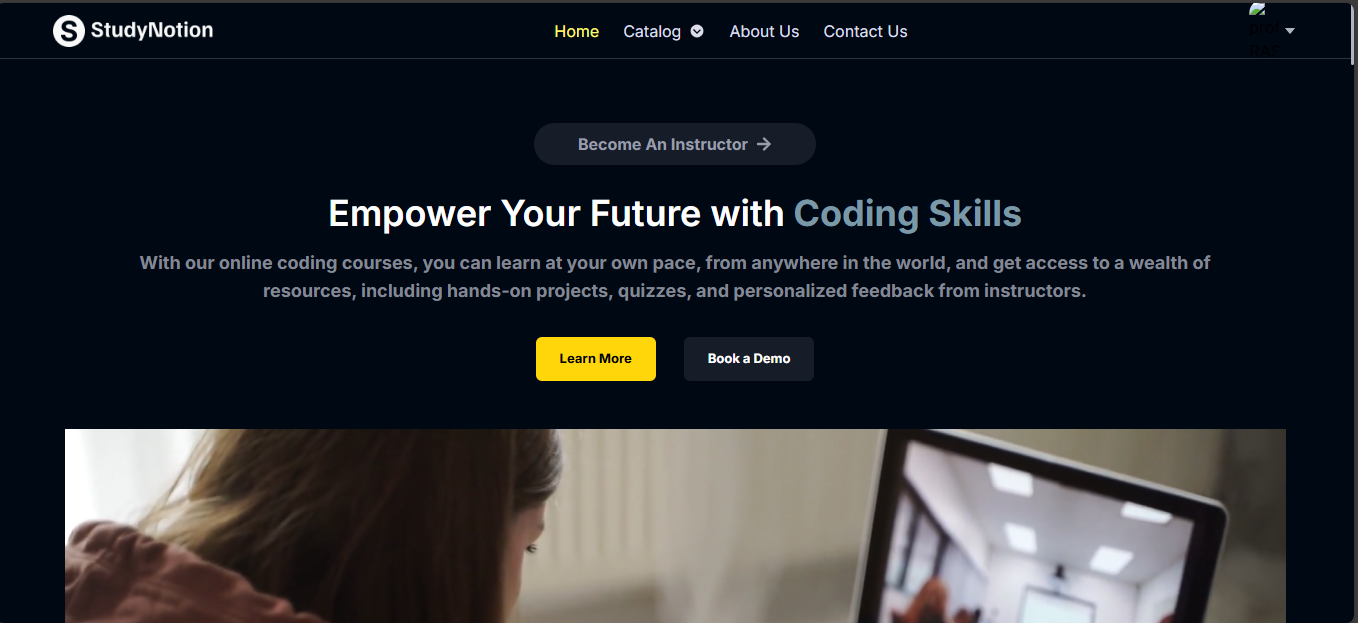 StudyNotion
Home Catalog About Us Contact Us
Become An Instructor
Empower Your Future with Coding Skills
With our online coding courses, you can learn at your own pace, from anywhere in the world, and get access to a wealth of
resources, including hands-on projects, quizzes, and personalized feedback from instructors.
Learn More Book a Demo